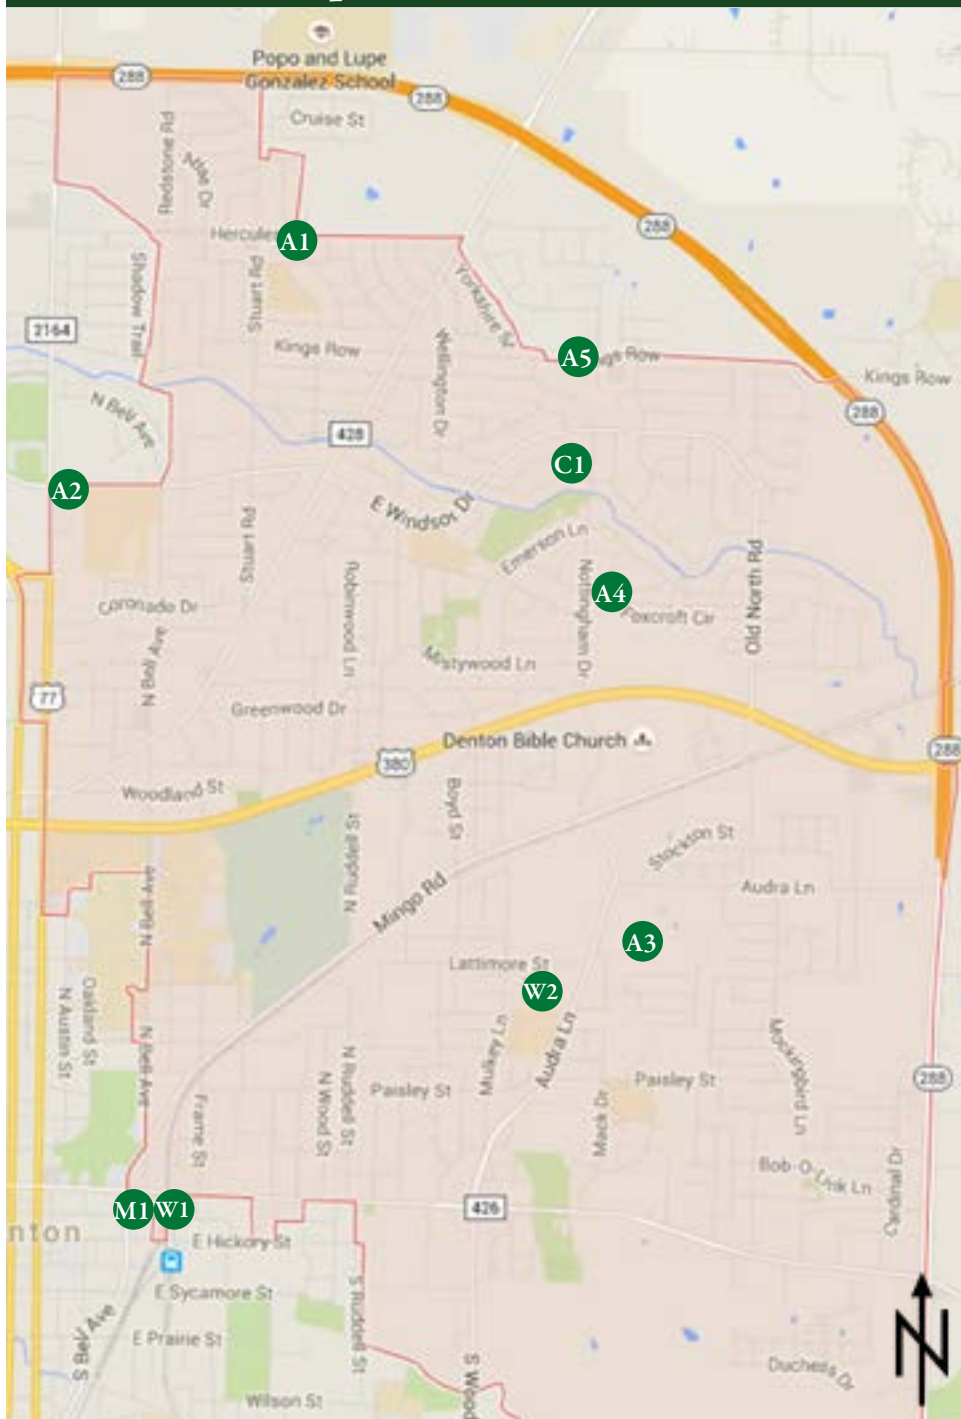 288
Popo and Lupe
Gonzalez School
288
Cruise St
Redstone Rd
288
Hercules
A1
Shadow Trail
Stuart Rd
Yorkshire St
2164
Kings Row
Wellington Dr
A5
gs Row
Kings Row
N Bell Ave
428
288
C1
A2
E Windsor Dr
Stuart Rd
Emerson Ln
Old North Rd
Robinwood Ln
Nottingham Dr
A4
Foxcroft Cir
Coronado Dr
N Bell Ave
Mistywood Ln
77
Greenwood Dr
Denton Bible Church
288
380
Woodland St
Boyd St
N Ruddell St
Stockton St
Audra Ln
Mingo Rd
N Bell Ave
A3
Lattimore St
W2
Oakland St
N Austin St
N Bell Ave
Mulkey Ln
Audra Ln
Mockingbird Ln
288
Frame St
N Wood St
N Ruddell St
Paisley St
Mack Dr
Paisley St
Bob-O-Link Ln
Cardinal Dr
M1
W1
426
nton
E Hickory St
E Sycamore St
S Bell Ave
E Prairie St
S Ruddell St
N
Duchess Dr
S Wood
Wilson St